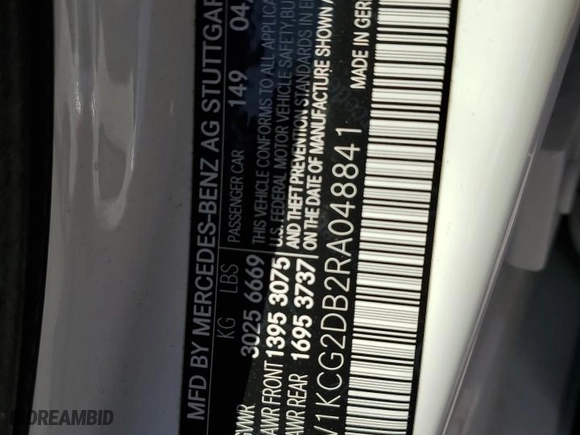 MFD BY MERCEDES-BENZ AG STUTTGAR
PASSENGER CAR 149 04
KG LBS
GVWR 3025 6669
GAWR FRONT 1395 3075
GAWR REAR 1695 3737
THIS VEHICLE CONFORMS TO ALL APPLICA
U.S. FEDERAL MOTOR VEHICLE SAFETY, BU
AND THEFT PREVENTION STANDARDS IN E
ON THE DATE OF MANUFACTURE SHOWN
MADE IN GER
V1KCG2DB2RA048841
DREAMBID